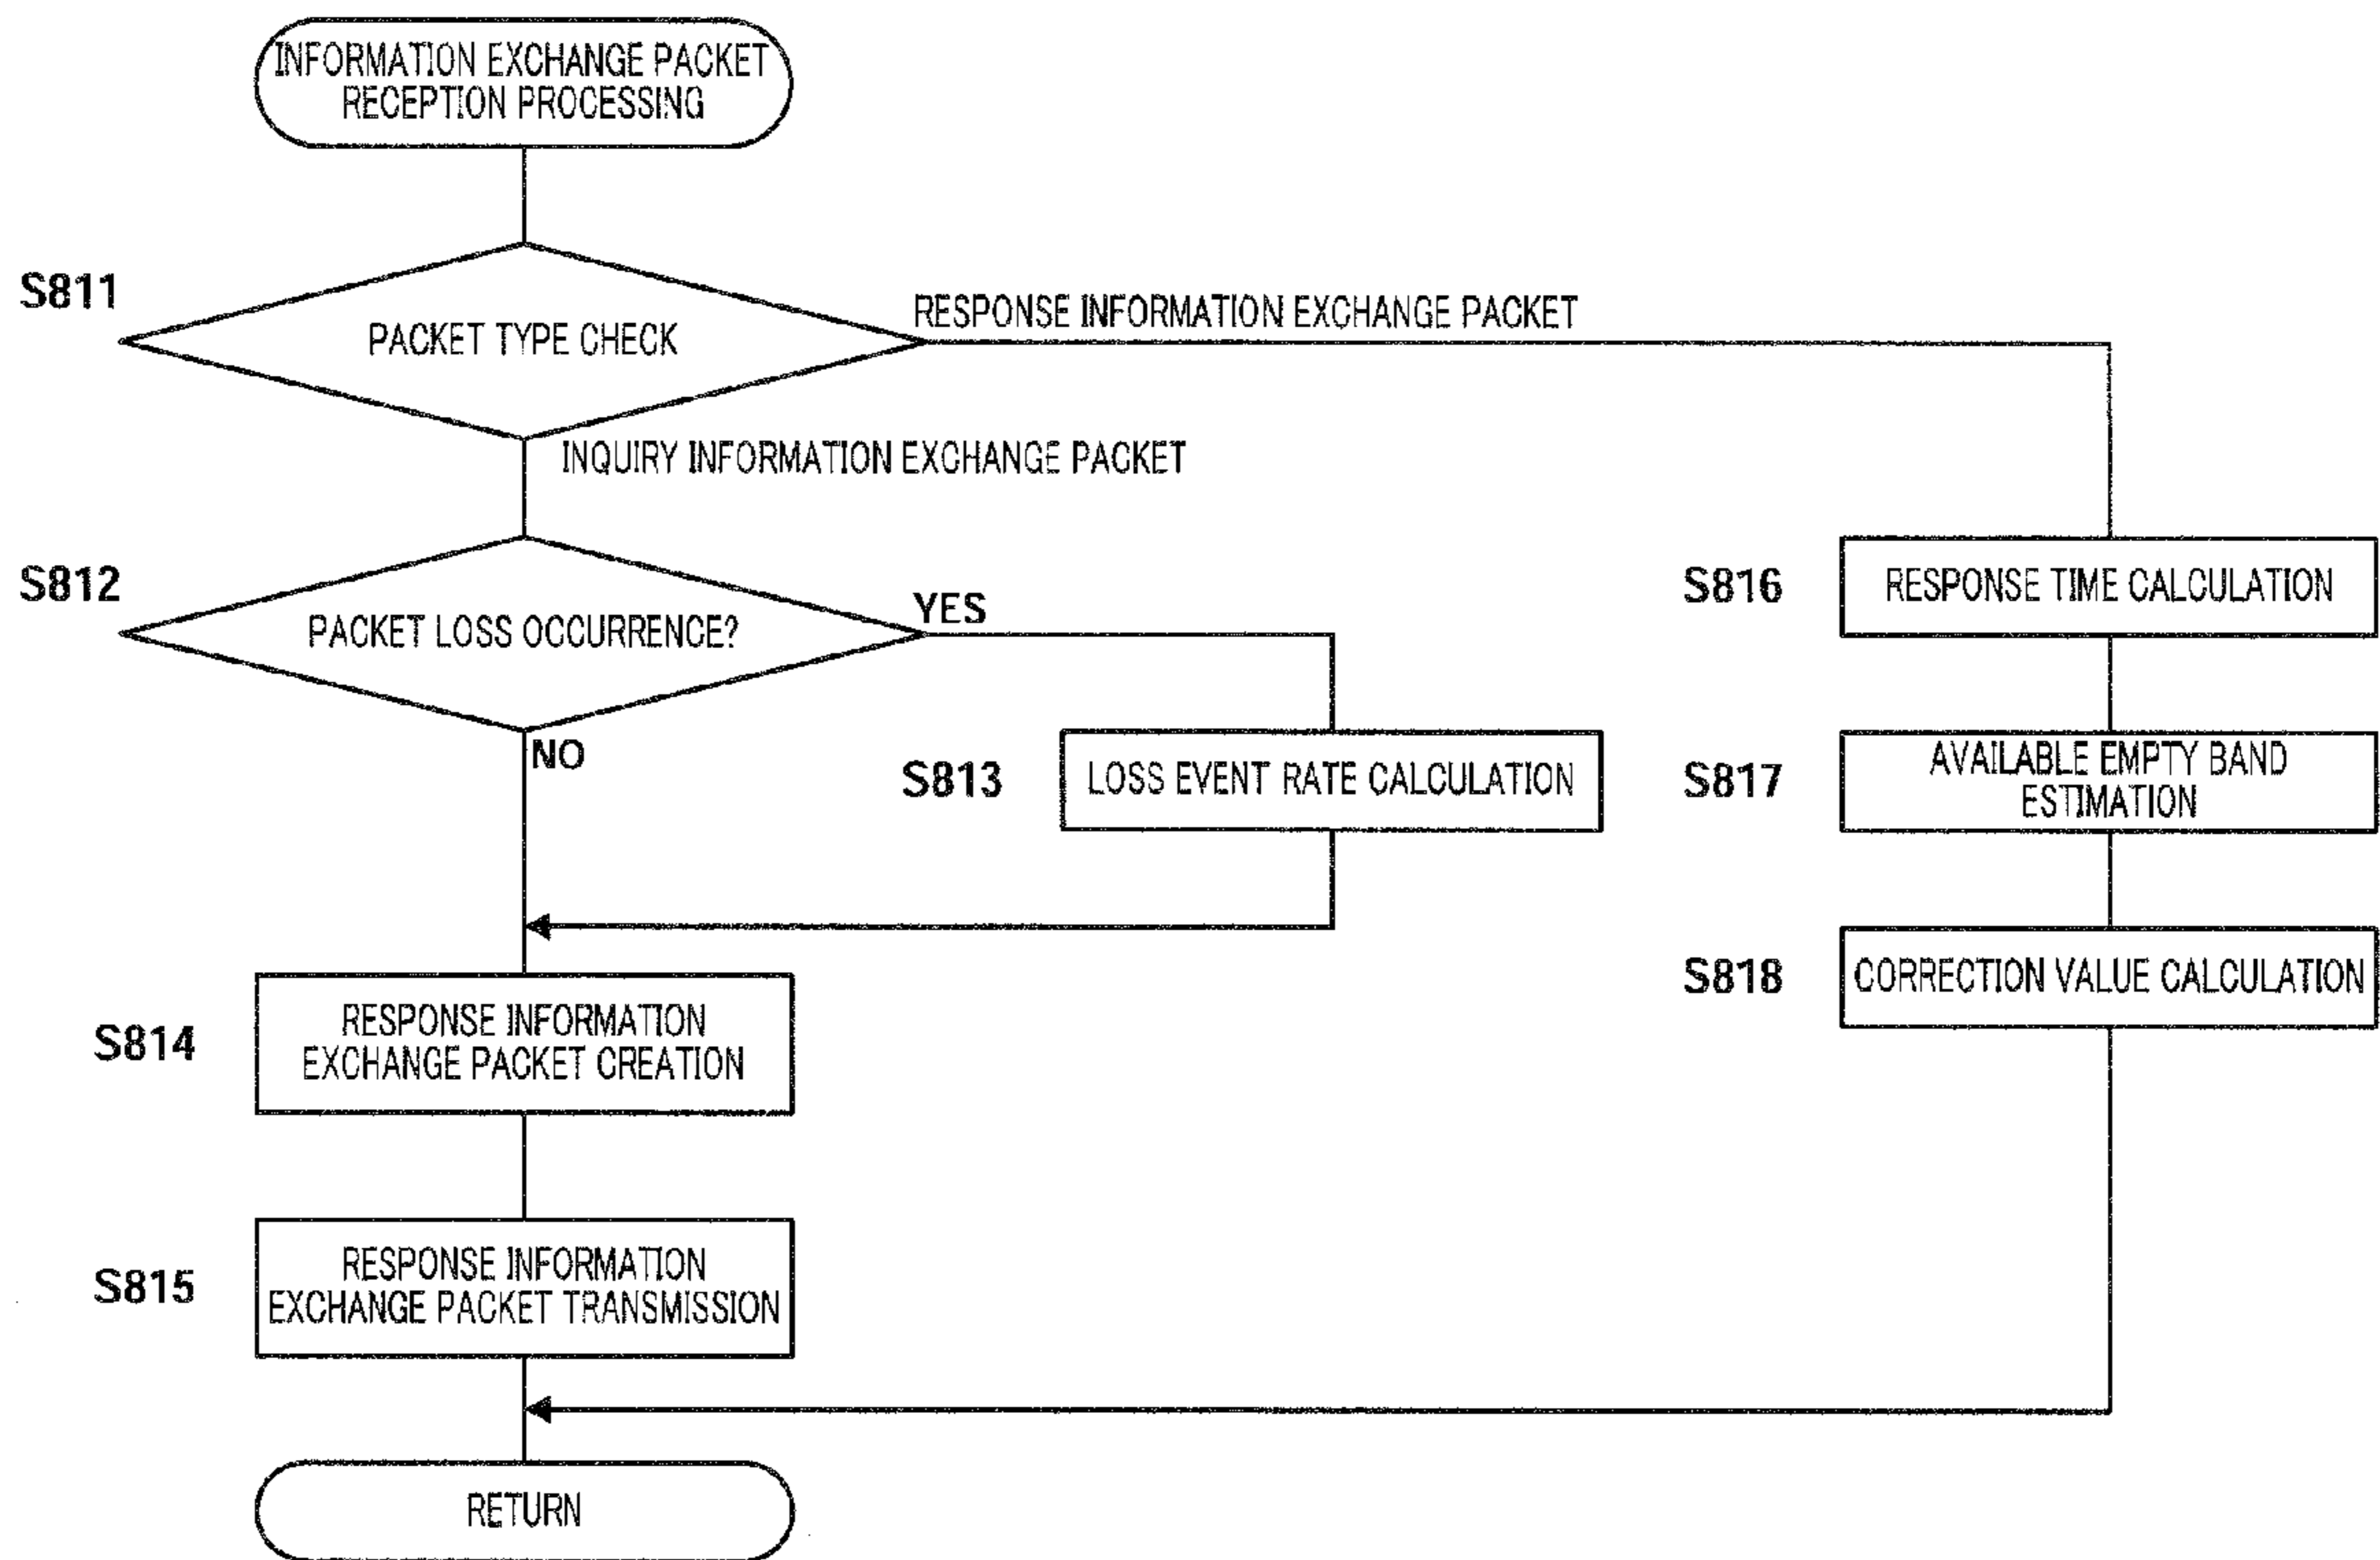 INFORMATION EXCHANGE PACKET
RECEPTION PROCESSING
S811
PACKET TYPE CHECK
RESPONSE INFORMATION EXCHANGE PACKET
INQUIRY INFORMATION EXCHANGE PACKET
S812
PACKET LOSS OCCURRENCE?
YES
NO
S813
LOSS EVENT RATE CALCULATION
S814
RESPONSE INFORMATION
EXCHANGE PACKET CREATION
S815
RESPONSE INFORMATION
EXCHANGE PACKET TRANSMISSION
S816
RESPONSE TIME CALCULATION
S817
AVAILABLE EMPTY BAND
ESTIMATION
S818
CORRECTION VALUE CALCULATION
RETURN